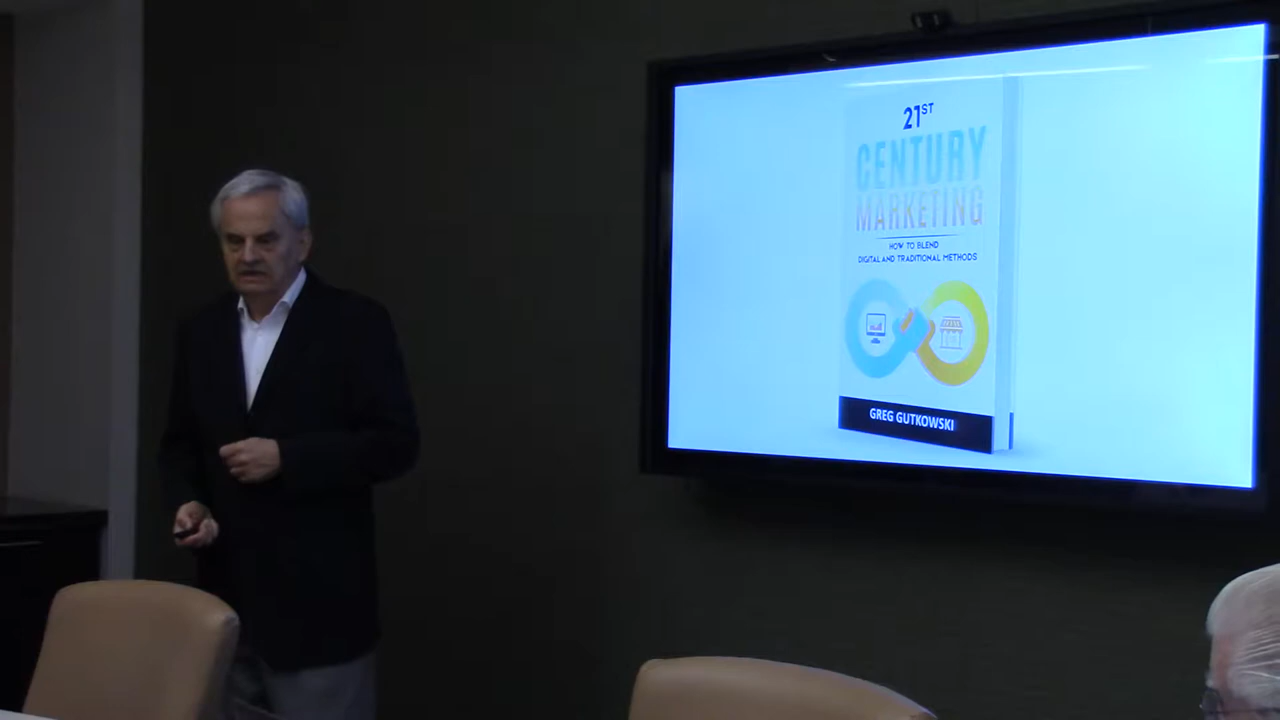 21ST
CENTURY
MARKETING
HOW TO BLEND
DIGITAL AND TRADITIONAL METHODS
GREG GUTKOWSKI